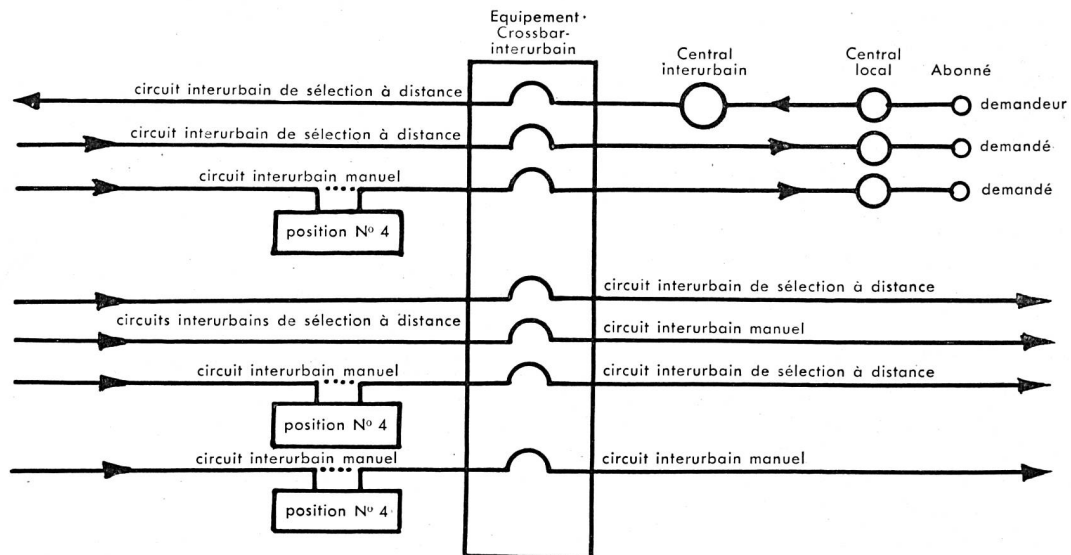 Equipement
Crossbar-
interurbain
Central
interurbain
Central
local
Abonné
circuit interurbain de sélection à distance
demandeur
circuit interurbain de sélection à distance
demandé
circuit interurbain manuel
demandé
position Nº 4
circuit interurbain de sélection à distance
circuits interurbains de sélection à distance
circuit interurbain manuel
circuit interurbain manuel
circuit interurbain de sélection à distance
position Nº 4
circuit interurbain manuel
circuit interurbain manuel
position Nº 4